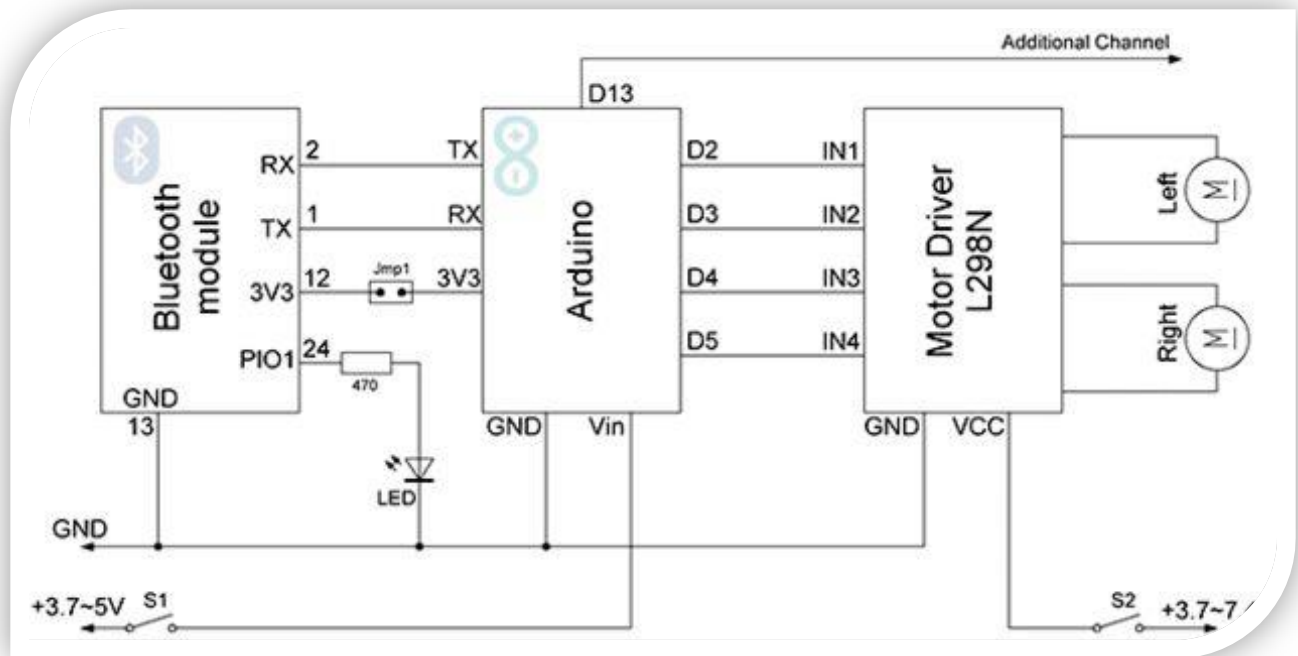 Additional Channel
D13
Bluetooth
module
RX
2
TX
1
3V3
12
PIO1
24
GND
13
Jmp1
470
LED
TX
RX
3V3
Arduino
D2
D3
D4
D5
GND
Vin
IN1
IN2
IN3
IN4
Motor Driver
L298N
GND
VCC
Left
M
Right
M
GND
+3.7~5V
S1
S2